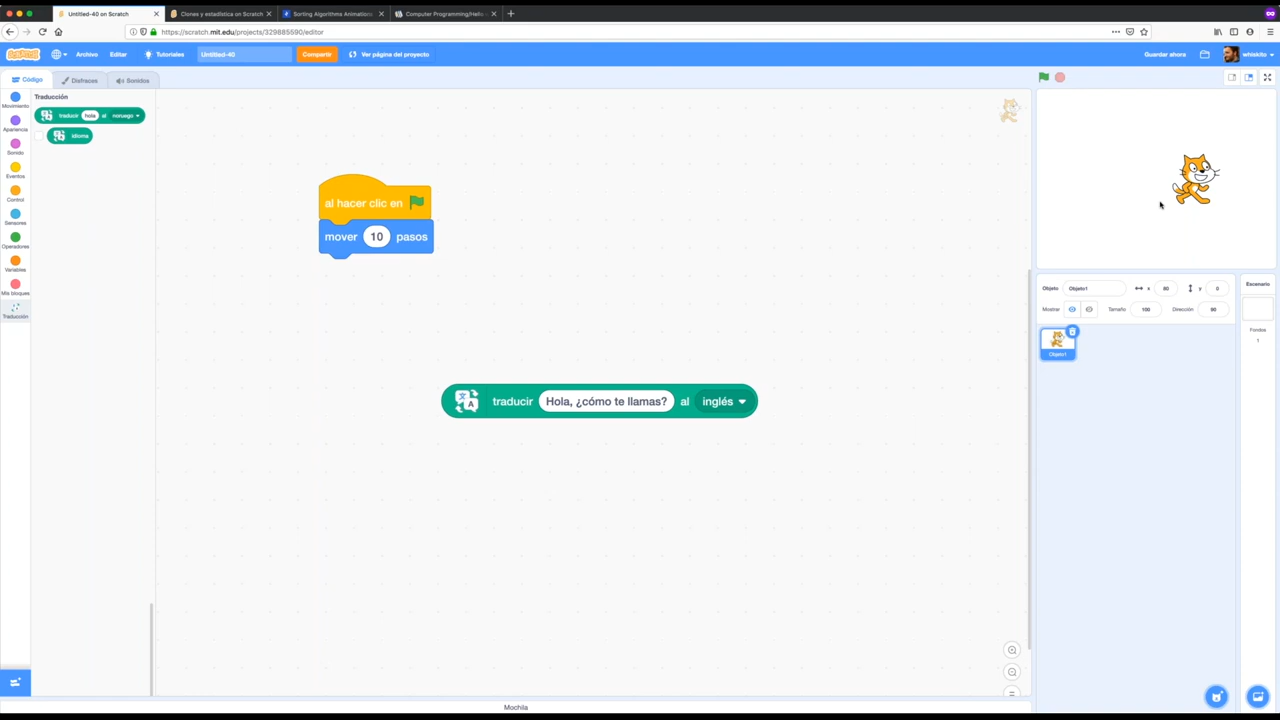 Untitled-40 on Scratch
Clones y estadística on Scratch
Sorting Algorithms Animations
Computer Programming/Hello
https://scratch.mit.edu/projects/329885590/editor
SCRATCH
Archivo
Editar
Tutoriales
Untitled-40
Compartir
Ver página del proyecto
Guardar ahora
whiskito
Código
Disfraces
Sonidos
Movimiento
Apariencia
Sonido
Eventos
Control
Sensores
Operadores
Variables
Mis bloques
Traducción
Traducción
traducir hola al noruego
idioma
al hacer clic en
mover 10 pasos
traducir Hola, ¿cómo te llamas? al inglés
Objeto Objeto1 x 80 y 0
Mostrar Tamaño 100 Dirección 90
Objeto1
Escenario
Fondos
1
Mochila